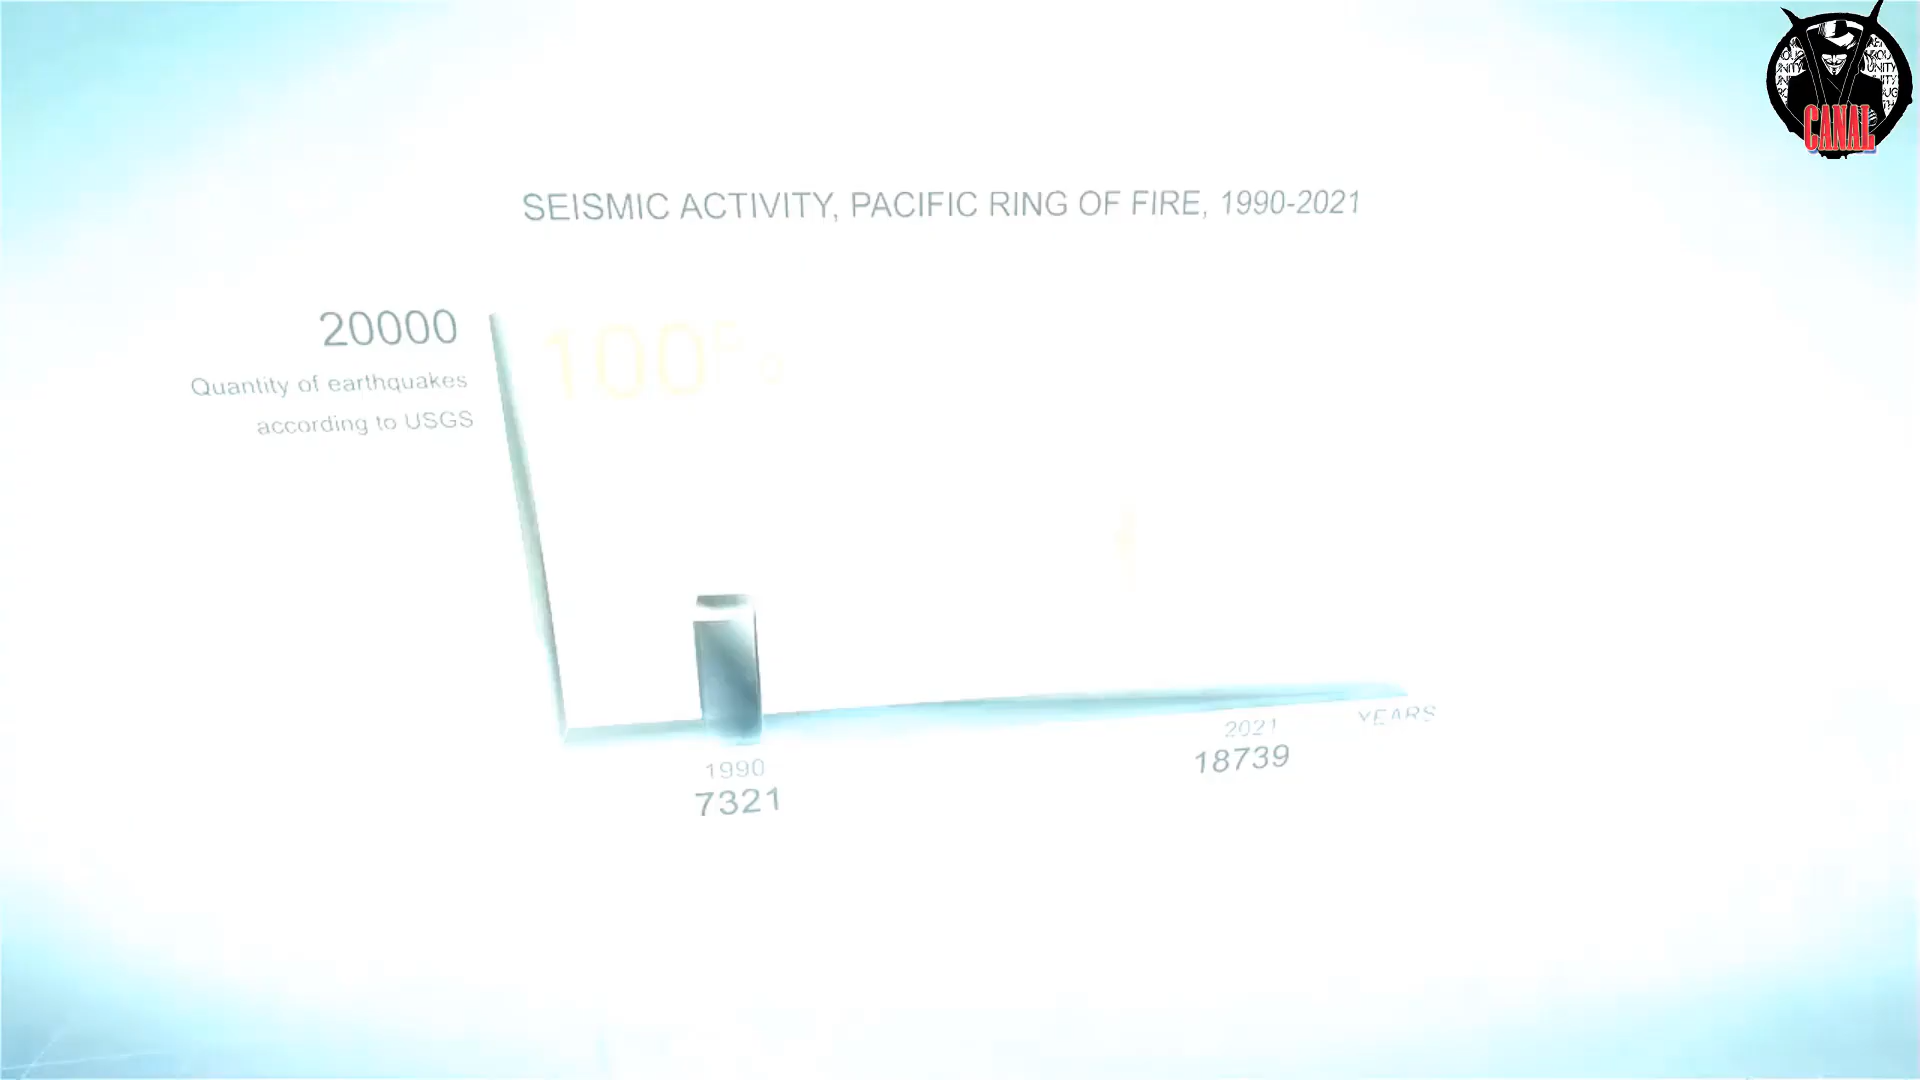 SEISMIC ACTIVITY, PACIFIC RING OF FIRE, 1990-2021
20000
Quantity of earthquakes
according to USGS
100
1990
7321
2021
18739
YEARS
CANAL